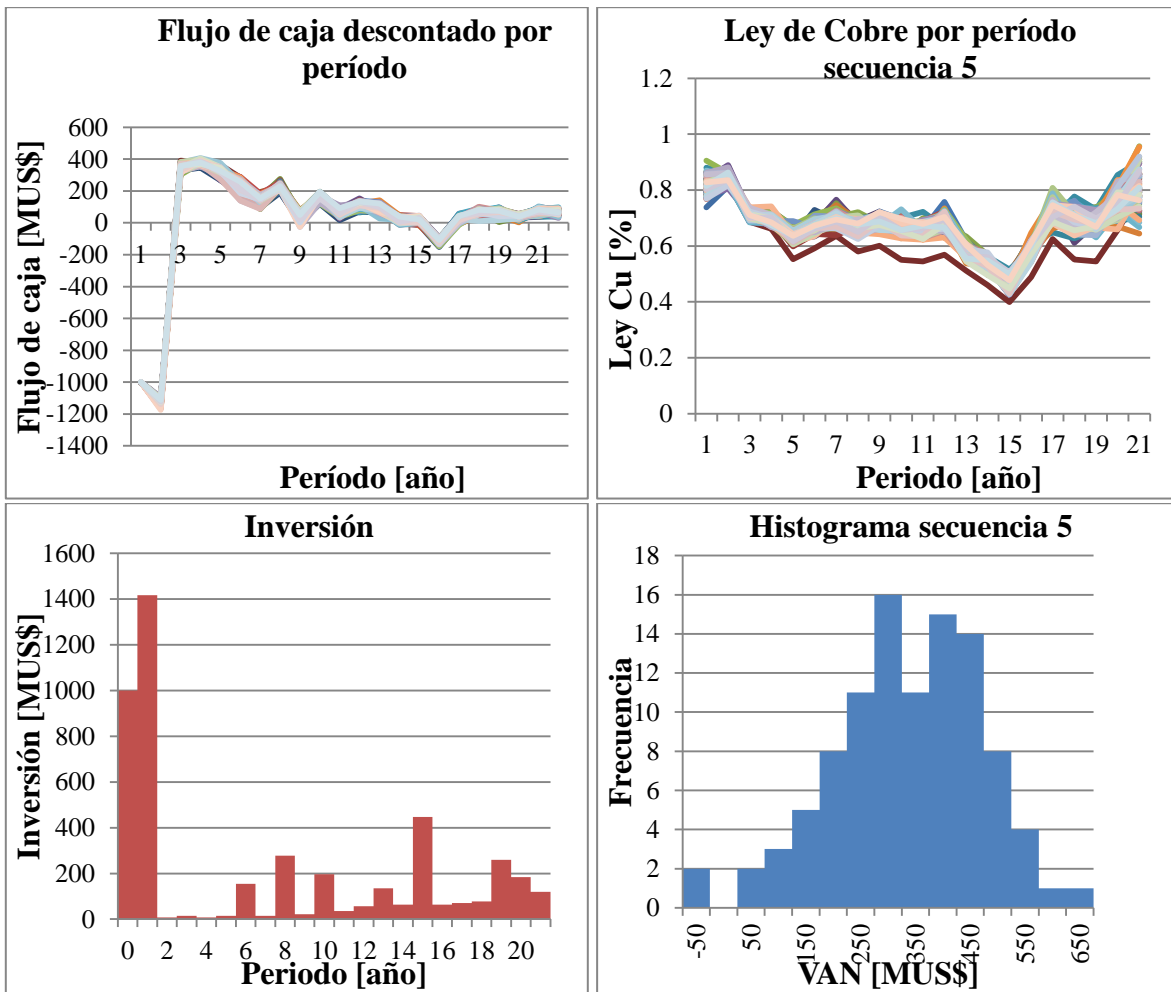 Flujo de caja descontado por
período
600
400
200
0
-200
-400
-600
-800
-1000
-1200
-1400
1 3 5 7 9 11 13 15 17 19 21
Flujo de caja [MUS$]
Período [año]
Ley de Cobre por período
secuencia 5
1.2
1
0.8
0.6
0.4
0.2
0
1 3 5 7 9 11 13 15 17 19 21
Ley Cu [%]
Periodo [año]
Inversión
1600
1400
1200
1000
800
600
400
200
0
0 2 4 6 8 10 12 14 16 18 20
Inversión [MUS$]
Periodo [año]
Histograma secuencia 5
18
16
14
12
10
8
6
4
2
0
-50 50 150 250 350 450 550 650
Frecuencia
VAN [MUS$]